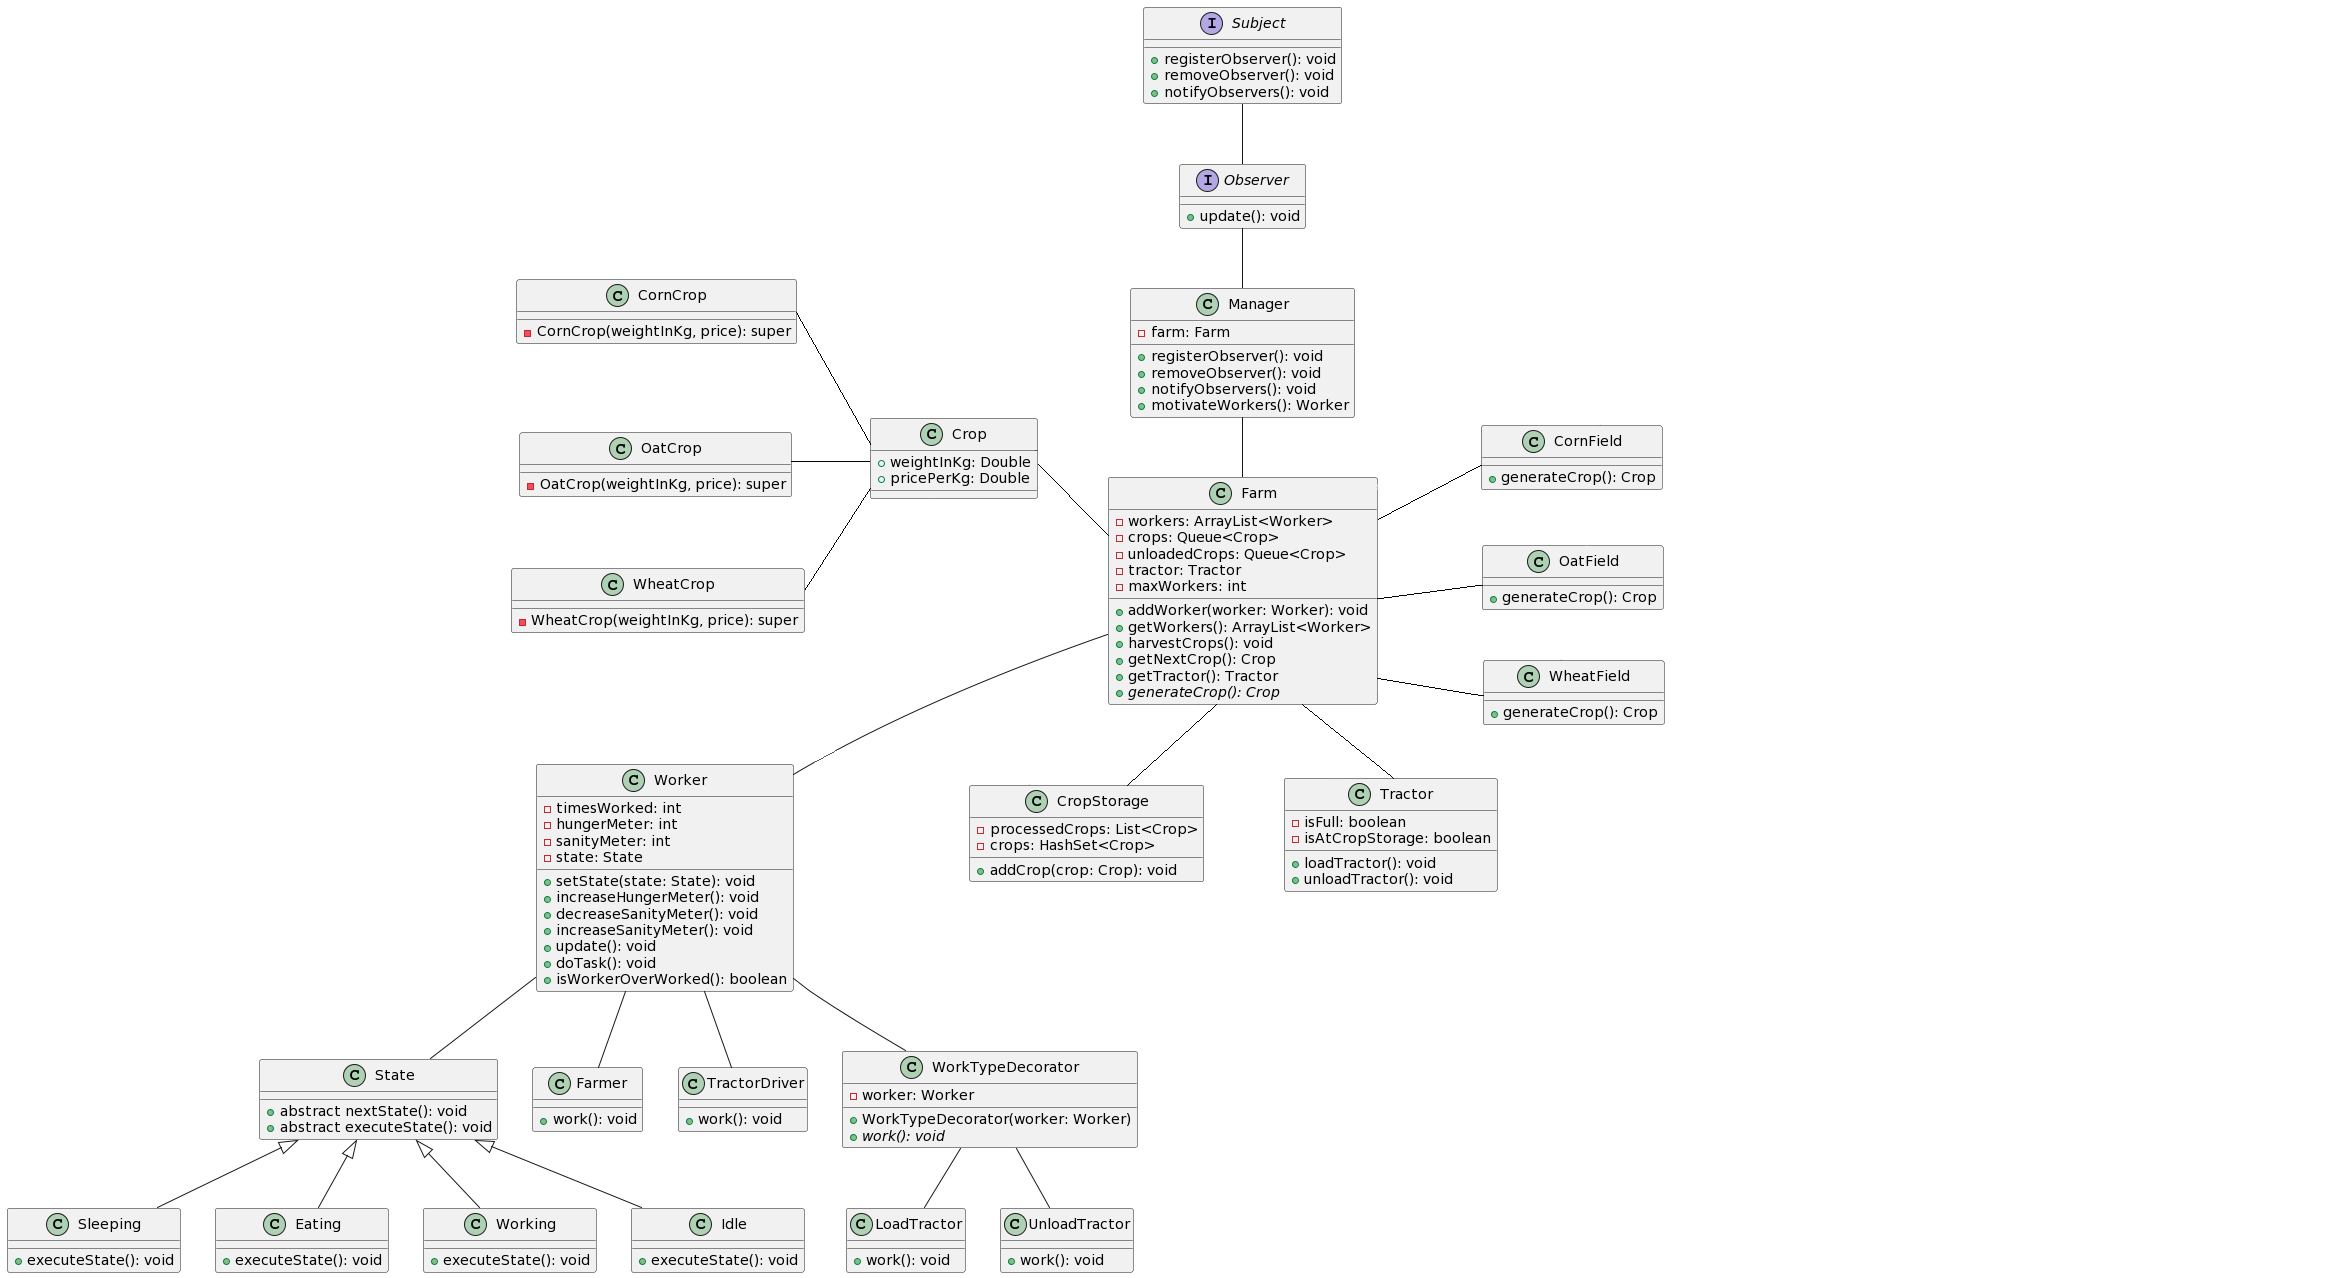 I Subject
registerObserver(): void
removeObserver(): void
notifyObservers(): void
I Observer
update(): void
C Manager
farm: Farm
registerObserver(): void
removeObserver(): void
notifyObservers(): void
motivateWorkers(): Worker
C CornCrop
CornCrop(weightInKg, price): super
C OatCrop
OatCrop(weightInKg, price): super
C WheatCrop
WheatCrop(weightInKg, price): super
C Crop
weightInKg: Double
pricePerKg: Double
C Farm
workers: ArrayList<Worker>
crops: Queue<Crop>
unloadedCrops: Queue<Crop>
tractor: Tractor
maxWorkers: int
addWorker(worker: Worker): void
getWorkers(): ArrayList<Worker>
harvestCrops(): void
getNextCrop(): Crop
getTractor(): Tractor
generateCrop(): Crop
C CornField
generateCrop(): Crop
C OatField
generateCrop(): Crop
C WheatField
generateCrop(): Crop
C Worker
timesWorked: int
hungerMeter: int
sanityMeter: int
state: State
setState(state: State): void
increaseHungerMeter(): void
decreaseSanityMeter(): void
increaseSanityMeter(): void
update(): void
doTask(): void
isWorkerOverWorked(): boolean
C CropStorage
processedCrops: List<Crop>
crops: HashSet<Crop>
addCrop(crop: Crop): void
C Tractor
isFull: boolean
isAtCropStorage: boolean
loadTractor(): void
unloadTractor(): void
C State
abstract nextState(): void
abstract executeState(): void
C Farmer
work(): void
C TractorDriver
work(): void
C WorkTypeDecorator
worker: Worker
WorkTypeDecorator(worker: Worker)
work(): void
C Sleeping
executeState(): void
C Eating
executeState(): void
C Working
executeState(): void
C Idle
executeState(): void
C LoadTractor
work(): void
C UnloadTractor
work(): void